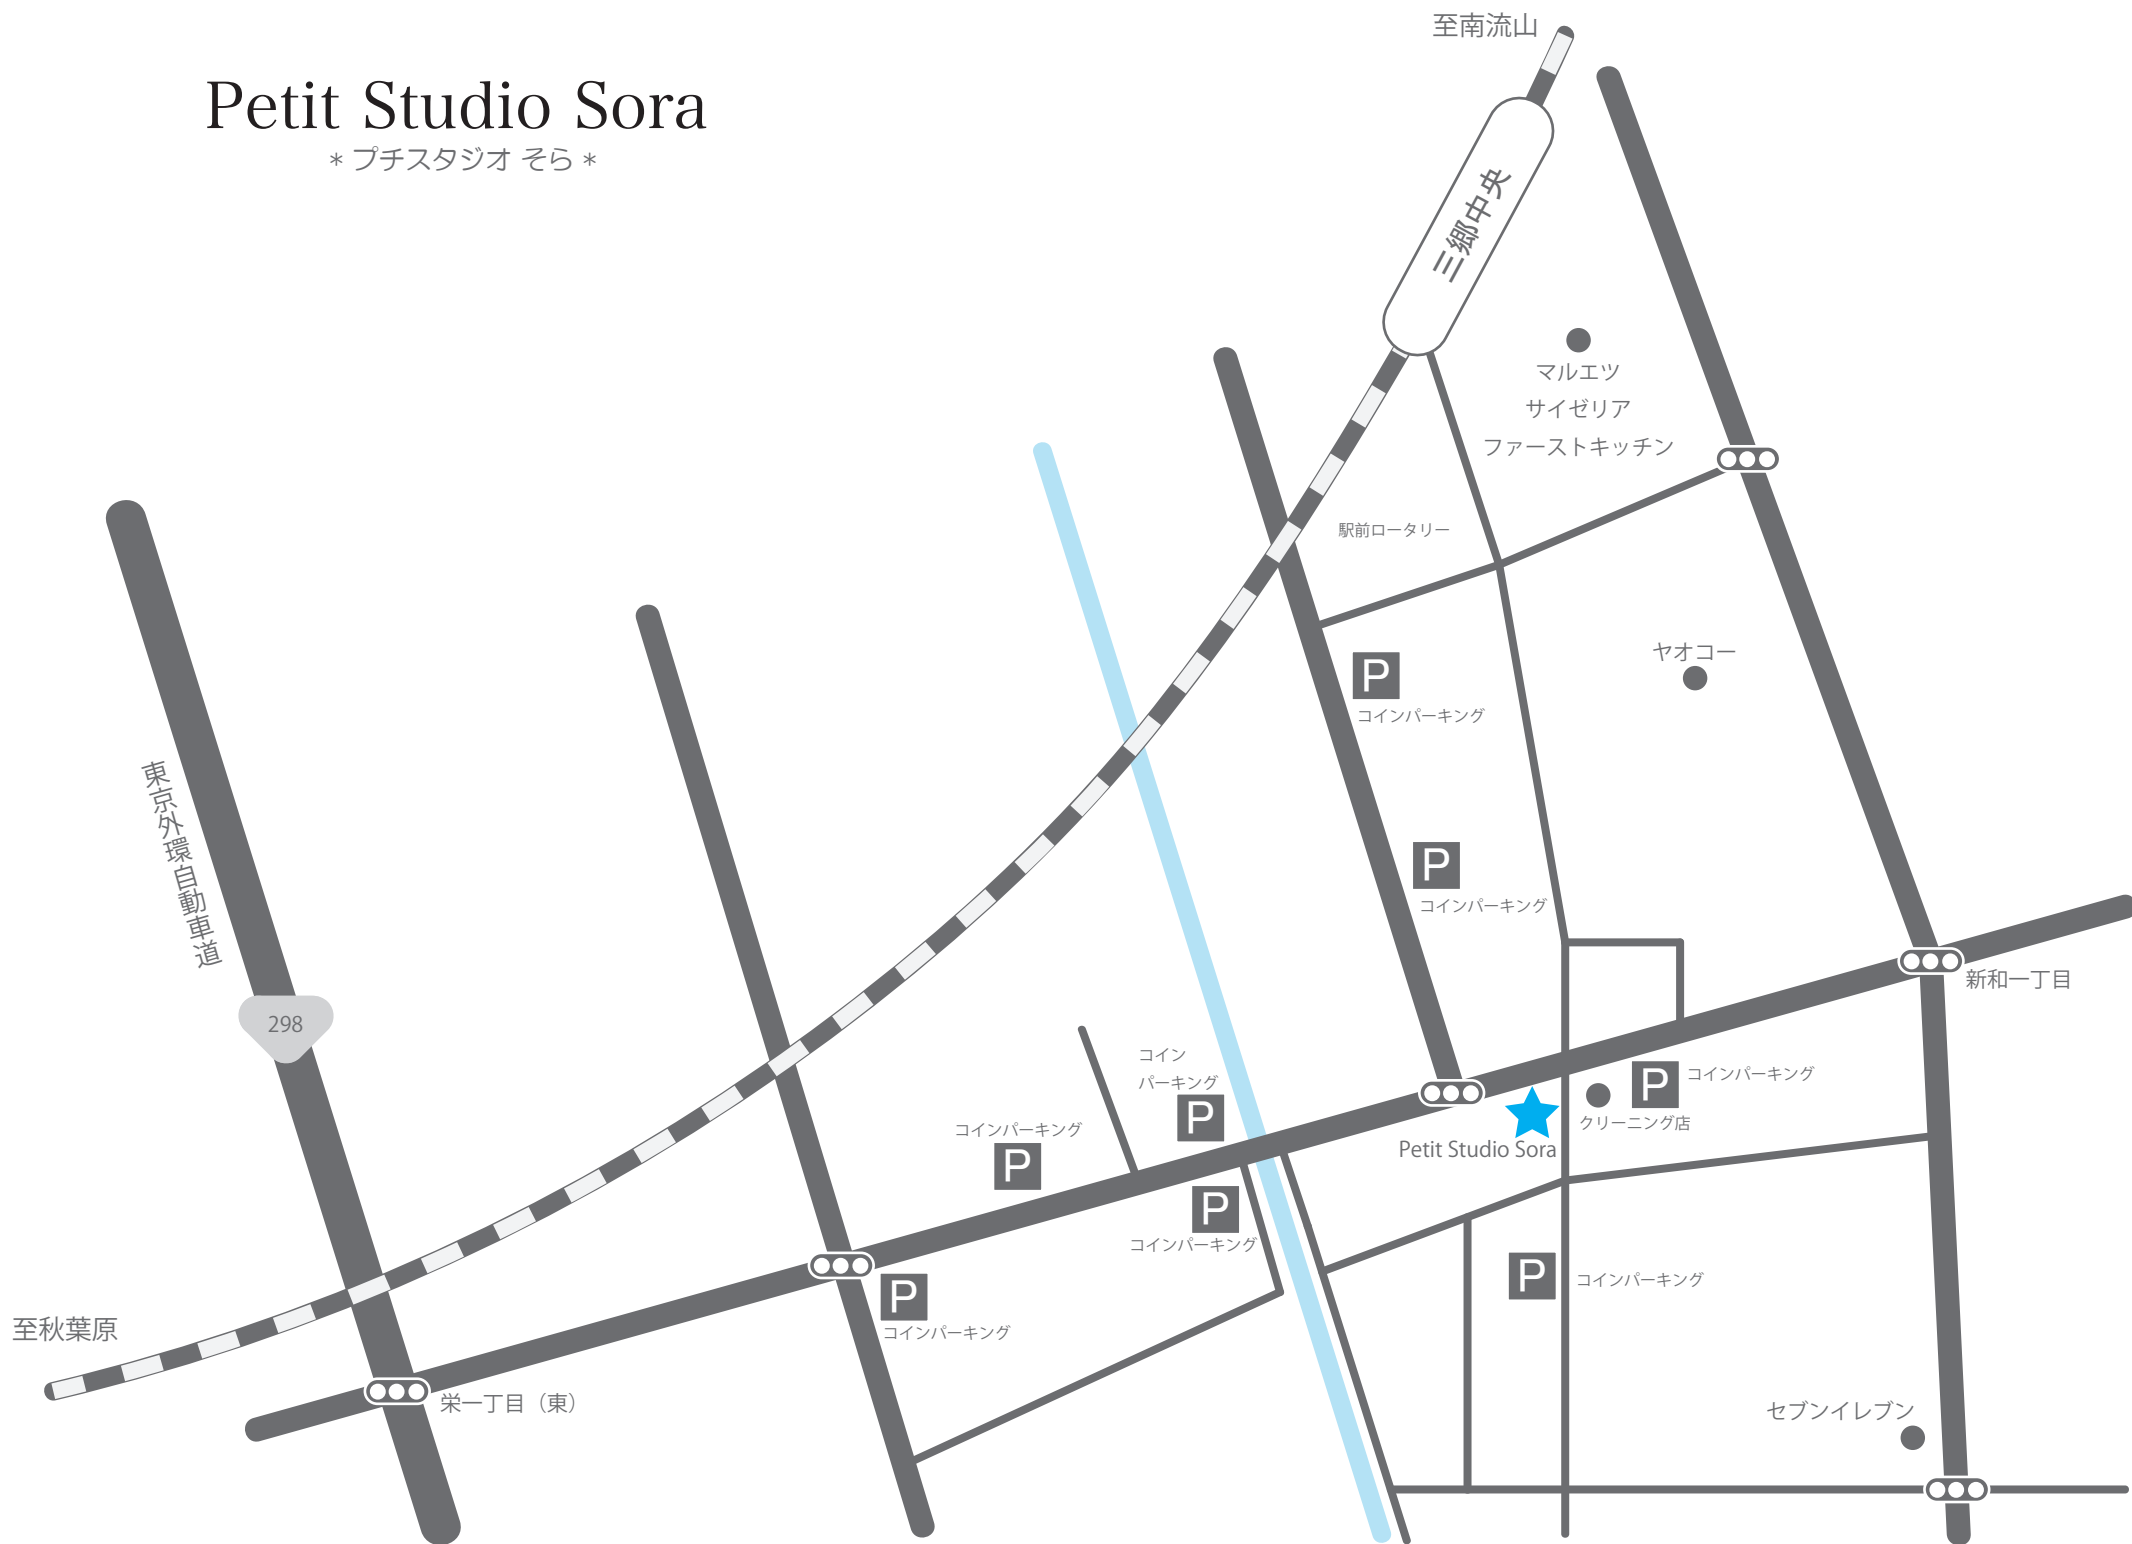 Petit Studio Sora
* プチスタジオ そら *
至南流山
三郷中央
マルエツ
サイゼリア
ファーストキッチン
駅前ロータリー
ヤオコー
P
コインパーキング
東京外環自動車道
P
コインパーキング
298
新和一丁目
コイン
パーキング
P
P
コインパーキング
クリーニング店
Petit Studio Sora
コインパーキング
P
P
コインパーキング
P
コインパーキング
P
コインパーキング
至秋葉原
栄一丁目（東）
セブンイレブン